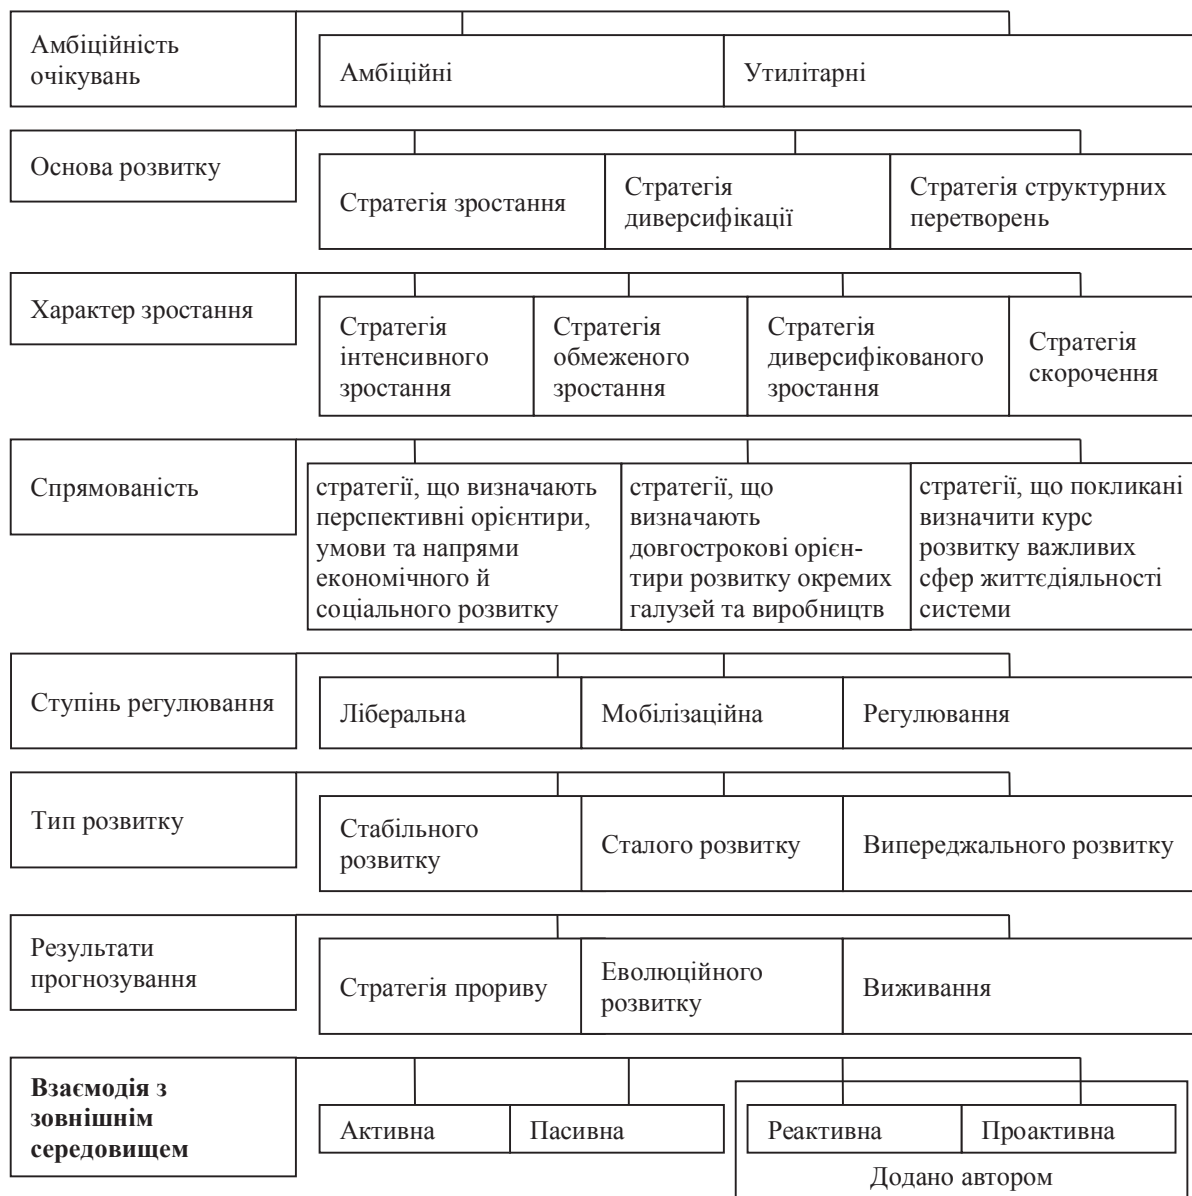 Амбіційність
очікувань
Амбіційні
Утилітарні
Основа розвитку
Стратегія зростання
Стратегія
диверсифікації
Стратегія структурних
перетворень
Характер зростання
Стратегія
інтенсивного
зростання
Стратегія
обмеженого
зростання
Стратегія
диверсифікованого
зростання
Стратегія
скорочення
Спрямованість
стратегії, що визначають
перспективні орієнтири,
умови та напрями
економічного й
соціального розвитку
стратегії, що
визначають
довгострокові орієн-
тири розвитку окремих
галузей та виробництв
стратегії, що покликані
визначити курс
розвитку важливих
сфер життєдіяльності
системи
Ступінь регулювання
Ліберальна
Мобілізаційна
Регулювання
Тип розвитку
Стабільного
розвитку
Сталого розвитку
Випереджального розвитку
Результати
прогнозування
Стратегія прориву
Еволюційного
розвитку
Виживання
Взаємодія з
зовнішнім
середовищем
Активна
Пасивна
Реактивна
Проактивна
Додано автором